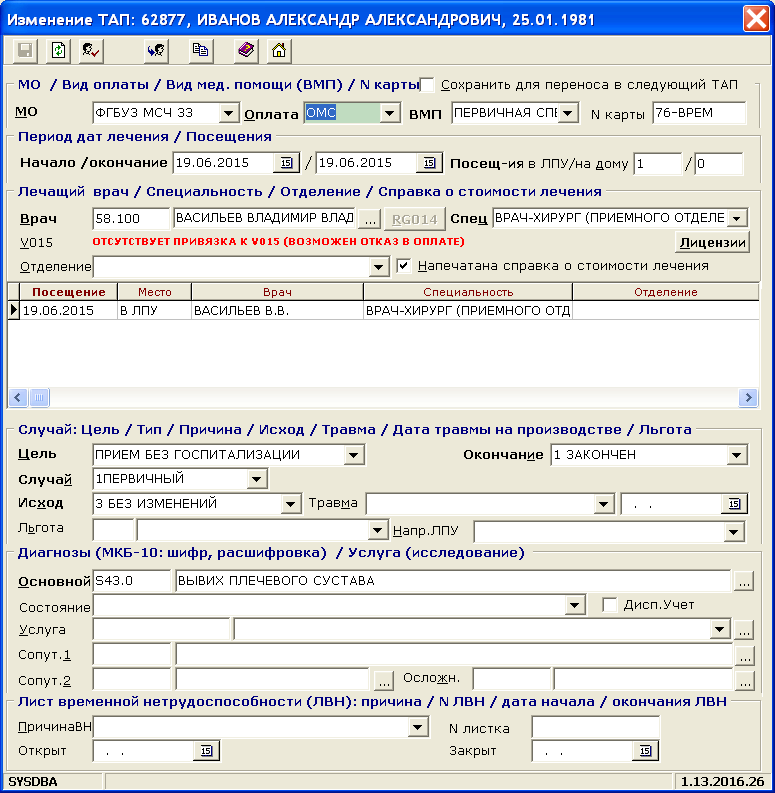 Изменение ТАП: 62877, ИВАНОВ АЛЕКСАНДР АЛЕКСАНДРОВИЧ, 25.01.1981
МО / Вид оплаты / Вид мед. помощи (ВМП) / N карты Сохранить для переноса в следующий ТАП
МО ФГБУЗ МСЧ 33 Оплата ОМС ВМП ПЕРВИЧНАЯ СПЕ N карты 76-ВРЕМ
Период дат лечения / Посещения
Начало /окончание 19.06.2015 15 / 19.06.2015 15 Посещ-ия в ЛПУ/на дому 1 / 0
Лечащий врач / Специальность / Отделение / Справка о стоимости лечения
Врач 58.100 ВАСИЛЬЕВ ВЛАДИМИР ВЛАД ... RG014 Спец ВРАЧ-ХИРУРГ (ПРИЕМНОГО ОТДЕЛЕ
V015 ОТСУТСТВУЕТ ПРИВЯЗКА К V015 (ВОЗМОЖЕН ОТКАЗ В ОПЛАТЕ) Лицензии
Отделение Напечатана справка о стоимости лечения
Посещение Место Врач Специальность Отделение
19.06.2015 В ЛПУ ВАСИЛЬЕВ В.В. ВРАЧ-ХИРУРГ (ПРИЕМНОГО ОТД
Случай: Цель / Тип / Причина / Исход / Травма / Дата травмы на производстве / Льгота
Цель ПРИЕМ БЕЗ ГОСПИТАЛИЗАЦИИ Окончание 1 ЗАКОНЧЕН
Случай 1ПЕРВИЧНЫЙ
Исход 3 БЕЗ ИЗМЕНЕНИЙ Травма . . 15
Льгота Напр.ЛПУ
Диагнозы (МКБ-10: шифр, расшифровка) / Услуга (исследование)
Основной S43.0 ВЫВИХ ПЛЕЧЕВОГО СУСТАВА ...
Состояние Дисп.Учет
Услуга ...
Сопут.1 ...
Сопут.2 ... Осложн. ...
Лист временной нетрудоспособности (ЛВН): причина / N ЛВН / дата начала / окончания ЛВН
ПричинаВН N листка
Открыт . . 15 Закрыт . . 15
SYSDBA 1.13.2016.26